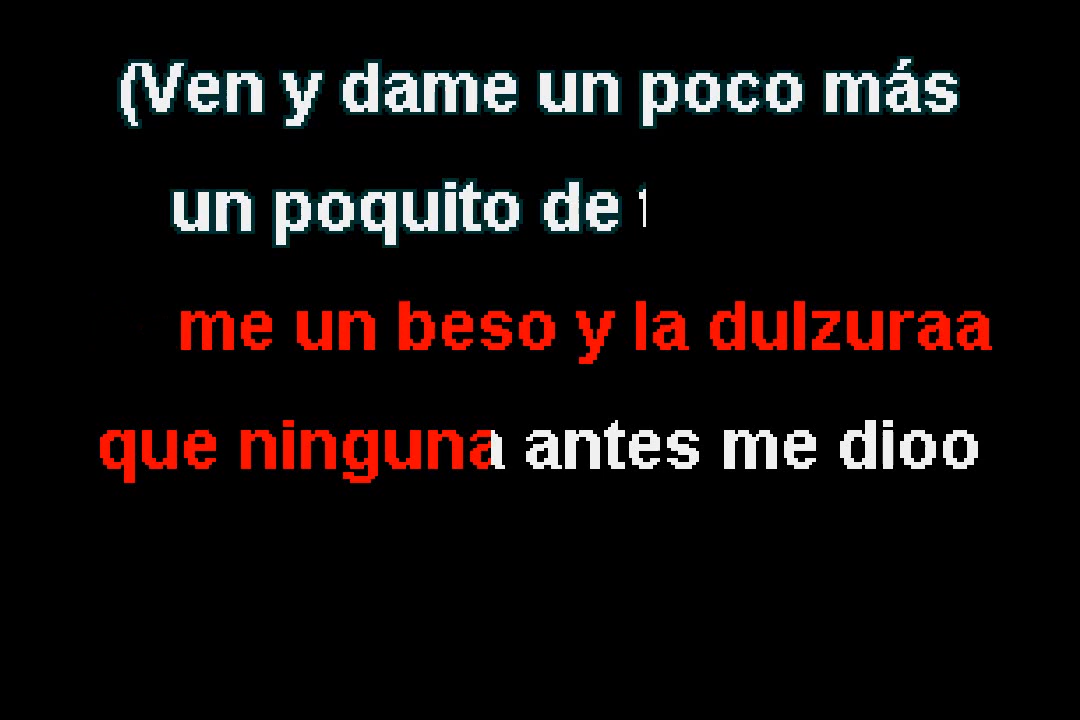 (Ven y dame un poco más
un poquito de
me un beso y la dulzuraa
que ninguna antes me dioo